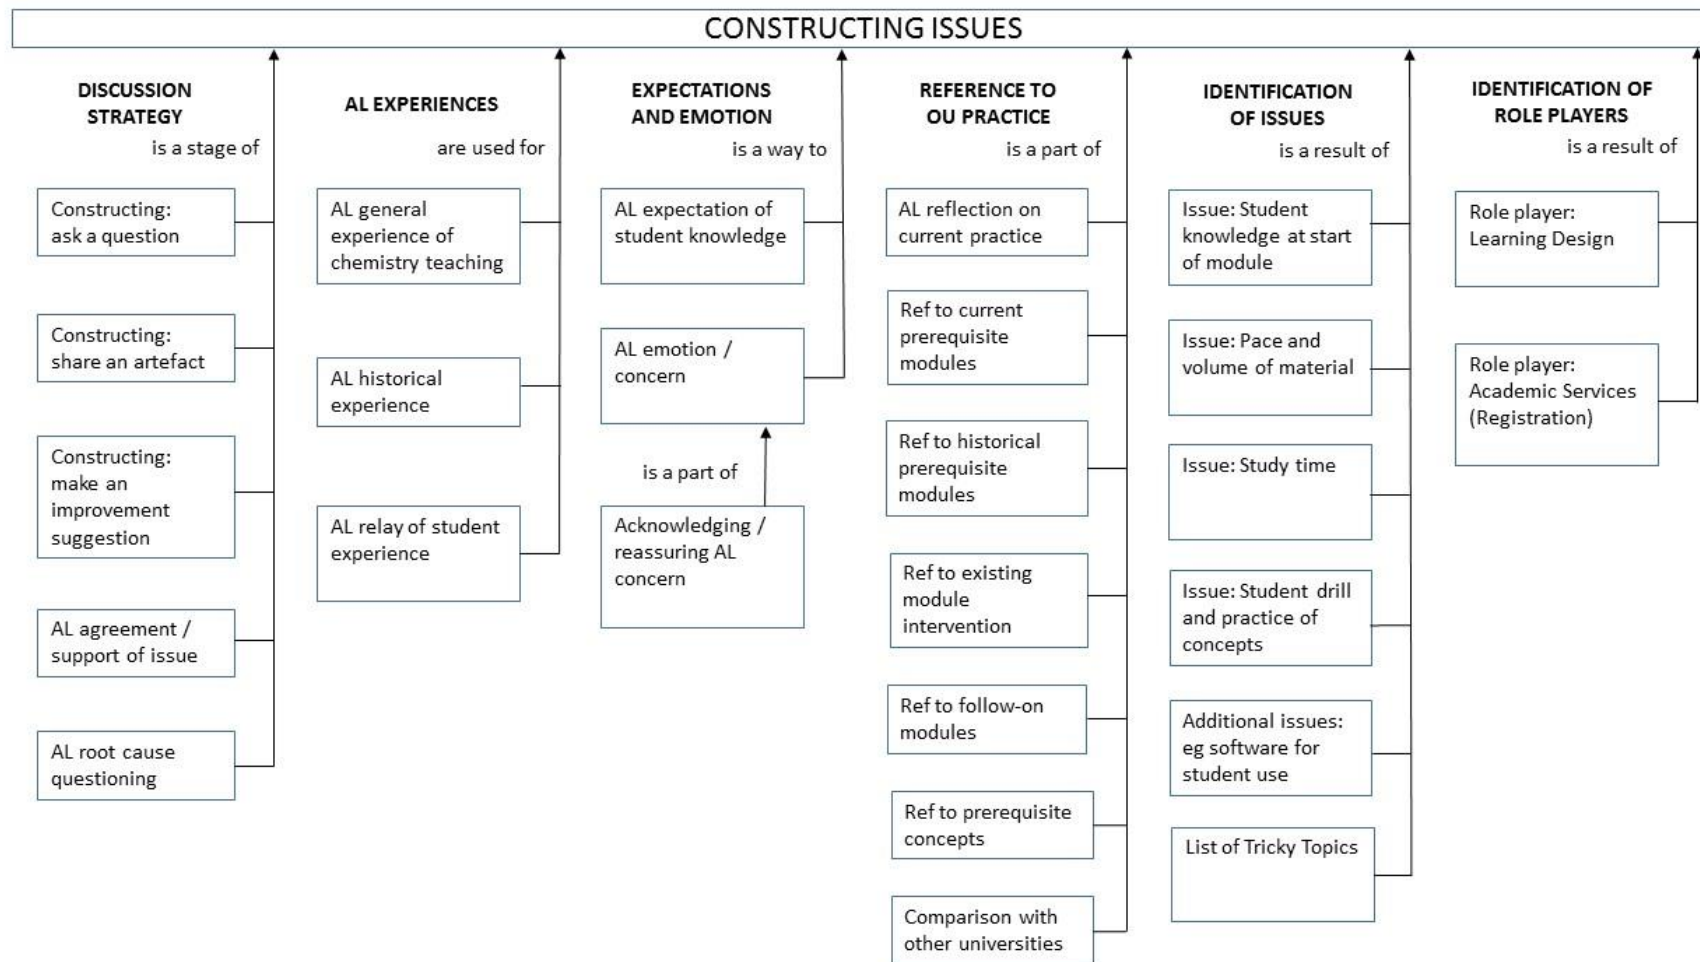 CONSTRUCTING ISSUES
DISCUSSION
STRATEGY
is a stage of
Constructing:
ask a question
Constructing:
share an artefact
Constructing:
make an
improvement
suggestion
AL agreement /
support of issue
AL root cause
questioning
AL EXPERIENCES
are used for
AL general
experience of
chemistry teaching
AL historical
experience
AL relay of student
experience
EXPECTATIONS
AND EMOTION
is a way to
AL expectation of
student knowledge
AL emotion /
concern
is a part of
Acknowledging /
reassuring AL
concern
REFERENCE TO
OU PRACTICE
is a part of
AL reflection on
current practice
Ref to current
prerequisite
modules
Ref to historical
prerequisite
modules
Ref to existing
module
intervention
Ref to follow-on
modules
Ref to prerequisite
concepts
Comparison with
other universities
IDENTIFICATION
OF ISSUES
is a result of
Issue: Student
knowledge at start
of module
Issue: Pace and
volume of material
Issue: Study time
Issue: Student drill
and practice of
concepts
Additional issues:
eg software for
student use
List of Tricky Topics
IDENTIFICATION OF
ROLE PLAYERS
is a result of
Role player:
Learning Design
Role player:
Academic Services
(Registration)